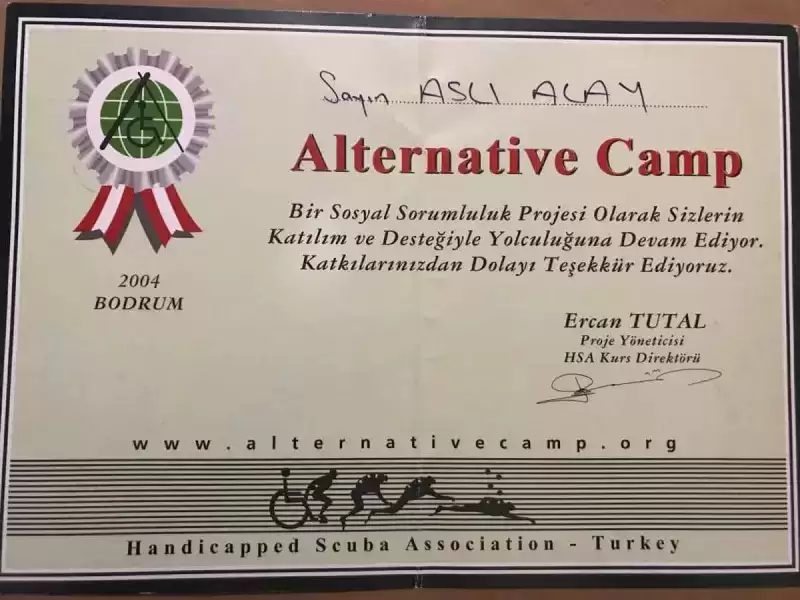 Sayın ASLI ALAY
Alternative Camp
Bir Sosyal Sorumluluk Projesi Olarak Sizlerin
Katılım ve Desteğiyle Yolculuğuna Devam Ediyor.
Katkılarınızdan Dolayı Teşekkür Ediyoruz.
2004
BODRUM
Ercan TUTAL
Proje Yöneticisi
HSA Kurs Direktörü
www.alternativecamp.org
Handicapped Scuba Association - Turkey